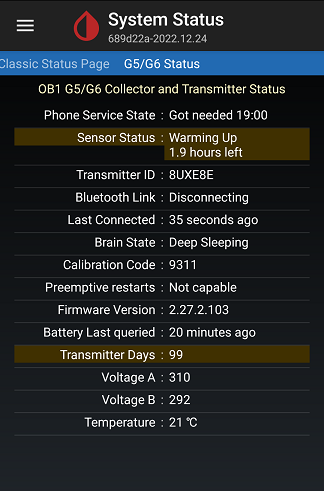 System Status
689d22a-2022.12.24
Classic Status Page G5/G6 Status
OB1 G5/G6 Collector and Transmitter Status
Phone Service State : Got needed 19:00
Sensor Status : Warming Up
1.9 hours left
Transmitter ID : 8UXE8E
Bluetooth Link : Disconnecting
Last Connected : 35 seconds ago
Brain State : Deep Sleeping
Calibration Code : 9311
Preemptive restarts : Not capable
Firmware Version : 2.27.2.103
Battery Last queried : 20 minutes ago
Transmitter Days : 99
Voltage A : 310
Voltage B : 292
Temperature : 21 ℃